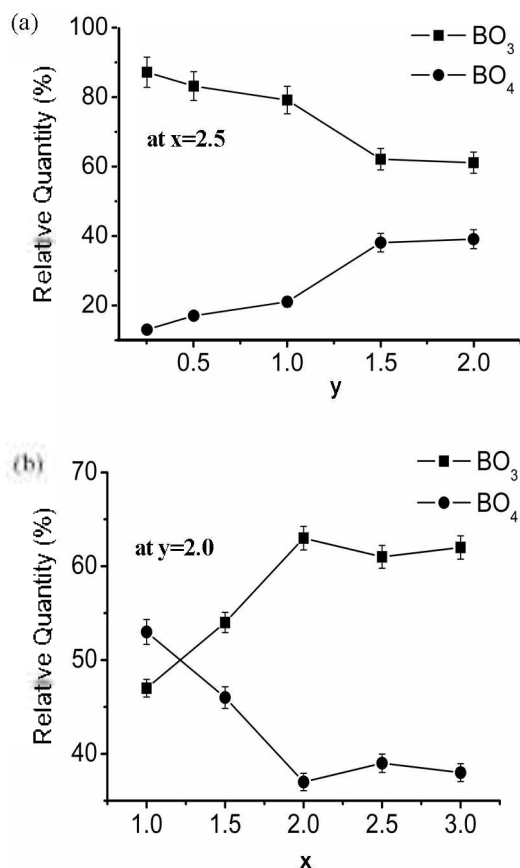 (a)
100
80
60
40
20
Relative Quantity (%)
BO3
BO4
at x=2.5
0.5
1.0
1.5
2.0
y
(b)
70
60
50
40
Relative Quantity (%)
BO3
BO4
at y=2.0
1.0
1.5
2.0
2.5
3.0
x